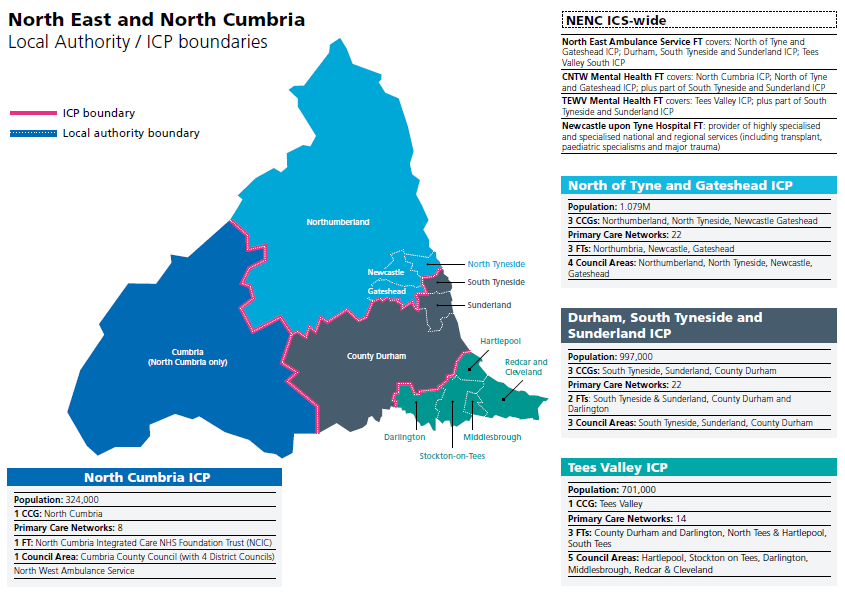 North East and North Cumbria
Local Authority / ICP boundaries
ICP boundary
Local authority boundary
Northumberland
Newcastle
Gateshead
North Tyneside
South Tyneside
Sunderland
Cumbria
(North Cumbria only)
County Durham
Hartlepool
Redcar and
Cleveland
Darlington
Middlesbrough
Stockton-on-Tees
North Cumbria ICP
Population: 324,000
1 CCG: North Cumbria
Primary Care Networks: 8
1 FT: North Cumbria Integrated Care NHS Foundation Trust (NCIC)
1 Council Area: Cumbria County Council (with 4 District Councils)
North West Ambulance Service
NENC ICS-wide
North East Ambulance Service FT covers: North of Tyne and
Gateshead ICP; Durham, South Tyneside and Sunderland ICP; Tees
Valley South ICP
CNTW Mental Health FT covers: North Cumbria ICP; North of Tyne
and Gateshead ICP; plus part of South Tyneside and Sunderland ICP
TEWV Mental Health FT covers: Tees Valley ICP; plus part of South
Tyneside and Sunderland ICP
Newcastle upon Tyne Hospital FT: provider of highly specialised
and specialised national and regional services (including transplant,
paediatric specialisms and major trauma)
North of Tyne and Gateshead ICP
Population: 1.079M
3 CCGs: Northumberland, North Tyneside, Newcastle Gateshead
Primary Care Networks: 22
3 FTs: Northumbria, Newcastle, Gateshead
4 Council Areas: Northumberland, North Tyneside, Newcastle,
Gateshead
Durham, South Tyneside and
Sunderland ICP
Population: 997,000
3 CCGs: South Tyneside, Sunderland, County Durham
Primary Care Networks: 22
2 FTs: South Tyneside & Sunderland, County Durham and
Darlington
3 Council Areas: South Tyneside, Sunderland, County Durham
Tees Valley ICP
Population: 701,000
1 CCG: Tees Valley
Primary Care Networks: 14
3 FTs: County Durham and Darlington, North Tees & Hartlepool,
South Tees
5 Council Areas: Hartlepool, Stockton on Tees, Darlington,
Middlesbrough, Redcar & Cleveland